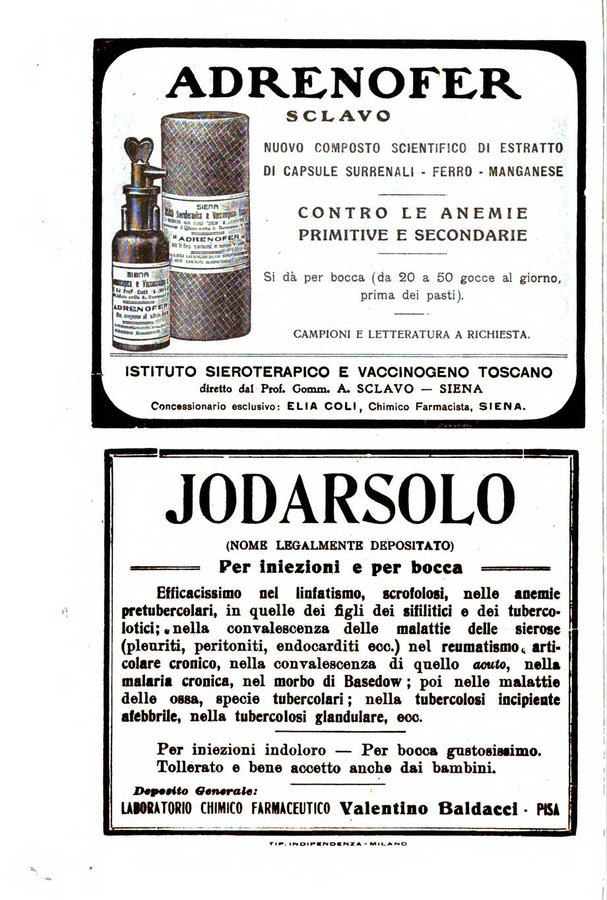 ADRENOFER
SCLAVO
NUOVO COMPOSTO SCIENTIFICO DI ESTRATTO
DI CAPSULE SURRENALI - FERRO - MANGANESE
CONTRO LE ANEMIE
PRIMITIVE E SECONDARIE
Si dà per bocca (da 20 a 50 gocce al giorno,
prima dei pasti).
CAMPIONI E LETTERATURA A RICHIESTA.
SIENA
"ADRENOFER"
SIENA
ADRENOFER
ISTITUTO SIEROTERAPICO E VACCINOGENO TOSCANO
diretto dal Prof. Gomm. A. SCLAVO — SIENA
Concessionario esclusivo: ELIA COLI, Chimico Farmacista, SIENA.
JODARSOLO
(NOME LEGALMENTE DEPOSITATO)
Per iniezioni e per bocca
Efficacissimo nel linfatismo, scrofolosi, nelle anemie
pretubercolari, in quelle dei figli dei sifilitici e dei tuberco-
lotici; nella convalescenza delle malattie delle sierose
(pleuriti, peritoniti, endocarditi ecc.) nel reumatismo, arti-
colare cronico, nella convalescenza di quello acuto, nella
malaria cronica, nel morbo di Basedow; poi nelle malattie
delle ossa, specie tubercolari; nella tubercolosi incipiente
afebbrile, nella tubercolosi glandulare, ecc.
Per iniezioni indoloro — Per bocca gustosissimo.
Tollerato e bene accetto anche dai bambini.
Deposito Generale:
LABORATORIO CHIMICO FARMACEUTICO Valentino Baldacci - PISA
TIP. INDIPENDENZA - MILANO